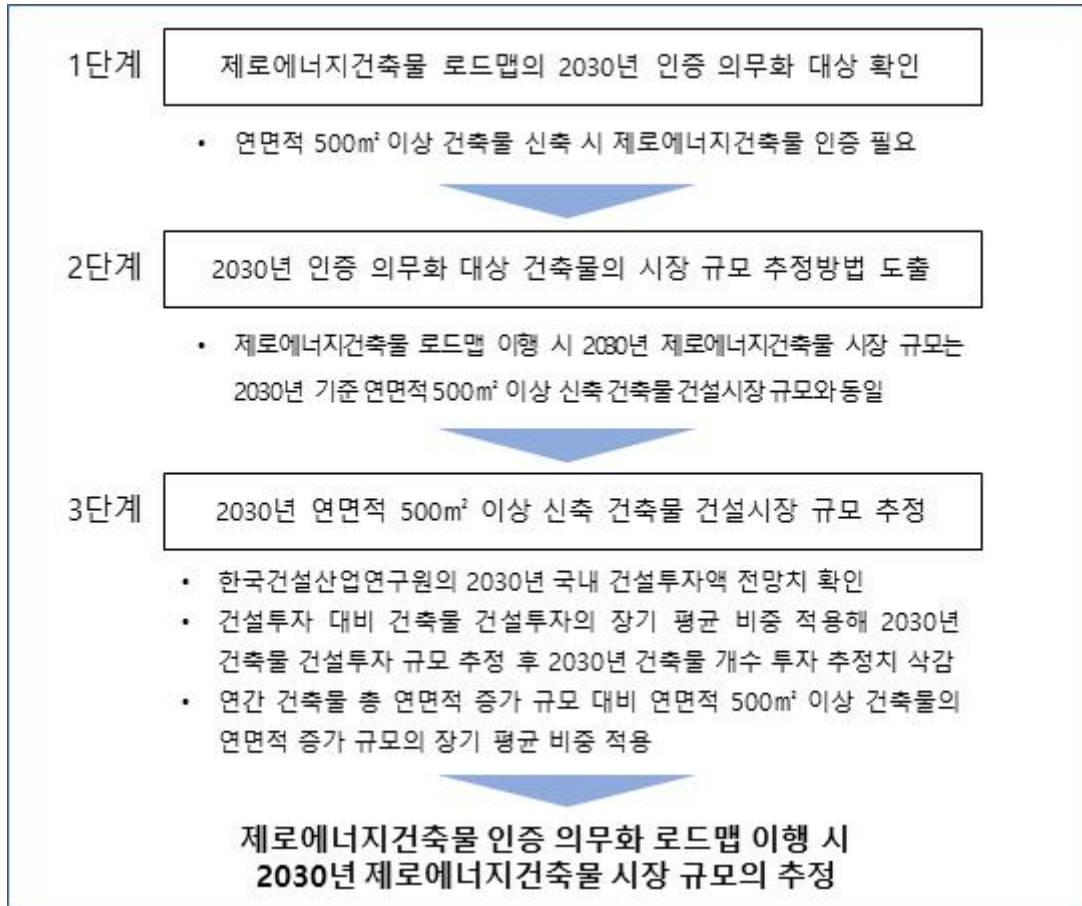 1단계
제로에너지건축물 로드맵의 2030년 인증 의무화 대상 확인
• 연면적 500㎡ 이상 건축물 신축 시 제로에너지건축물 인증 필요
2단계
2030년 인증 의무화 대상 건축물의 시장 규모 추정방법 도출
• 제로에너지건축물 로드맵 이행 시 2030년 제로에너지건축물 시장 규모는
2030년 기준 연면적 500㎡ 이상 신축 건축물 건설시장 규모와 동일
3단계
2030년 연면적 500㎡ 이상 신축 건축물 건설시장 규모 추정
• 한국건설산업연구원의 2030년 국내 건설투자액 전망치 확인
• 건설투자 대비 건축물 건설투자의 장기 평균 비중 적용해 2030년
건축물 건설투자 규모 추정 후 2030년 건축물 개수 투자 추정치 삭감
• 연간 건축물 총 연면적 증가 규모 대비 연면적 500㎡ 이상 건축물의
연면적 증가 규모의 장기 평균 비중 적용
제로에너지건축물 인증 의무화 로드맵 이행 시
2030년 제로에너지건축물 시장 규모의 추정